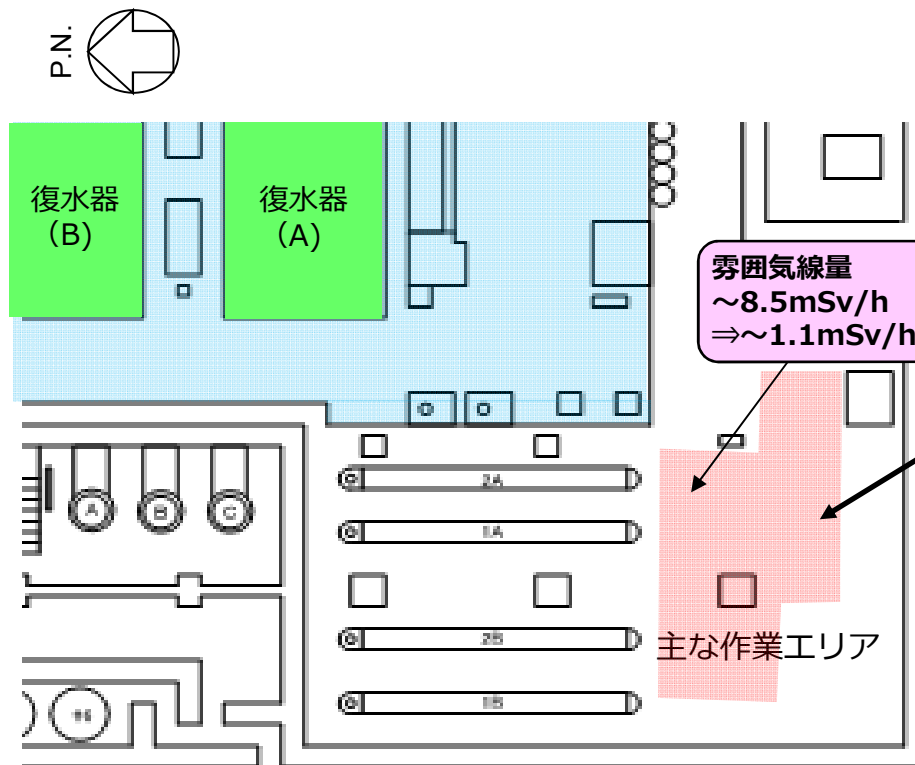 P.N.
復水器
（B)
復水器
（A)
雰囲気線量
～8.5mSv/h
⇒～1.1mSv/h
2A
1A
A
B
C
2B
主な作業エリア
1B